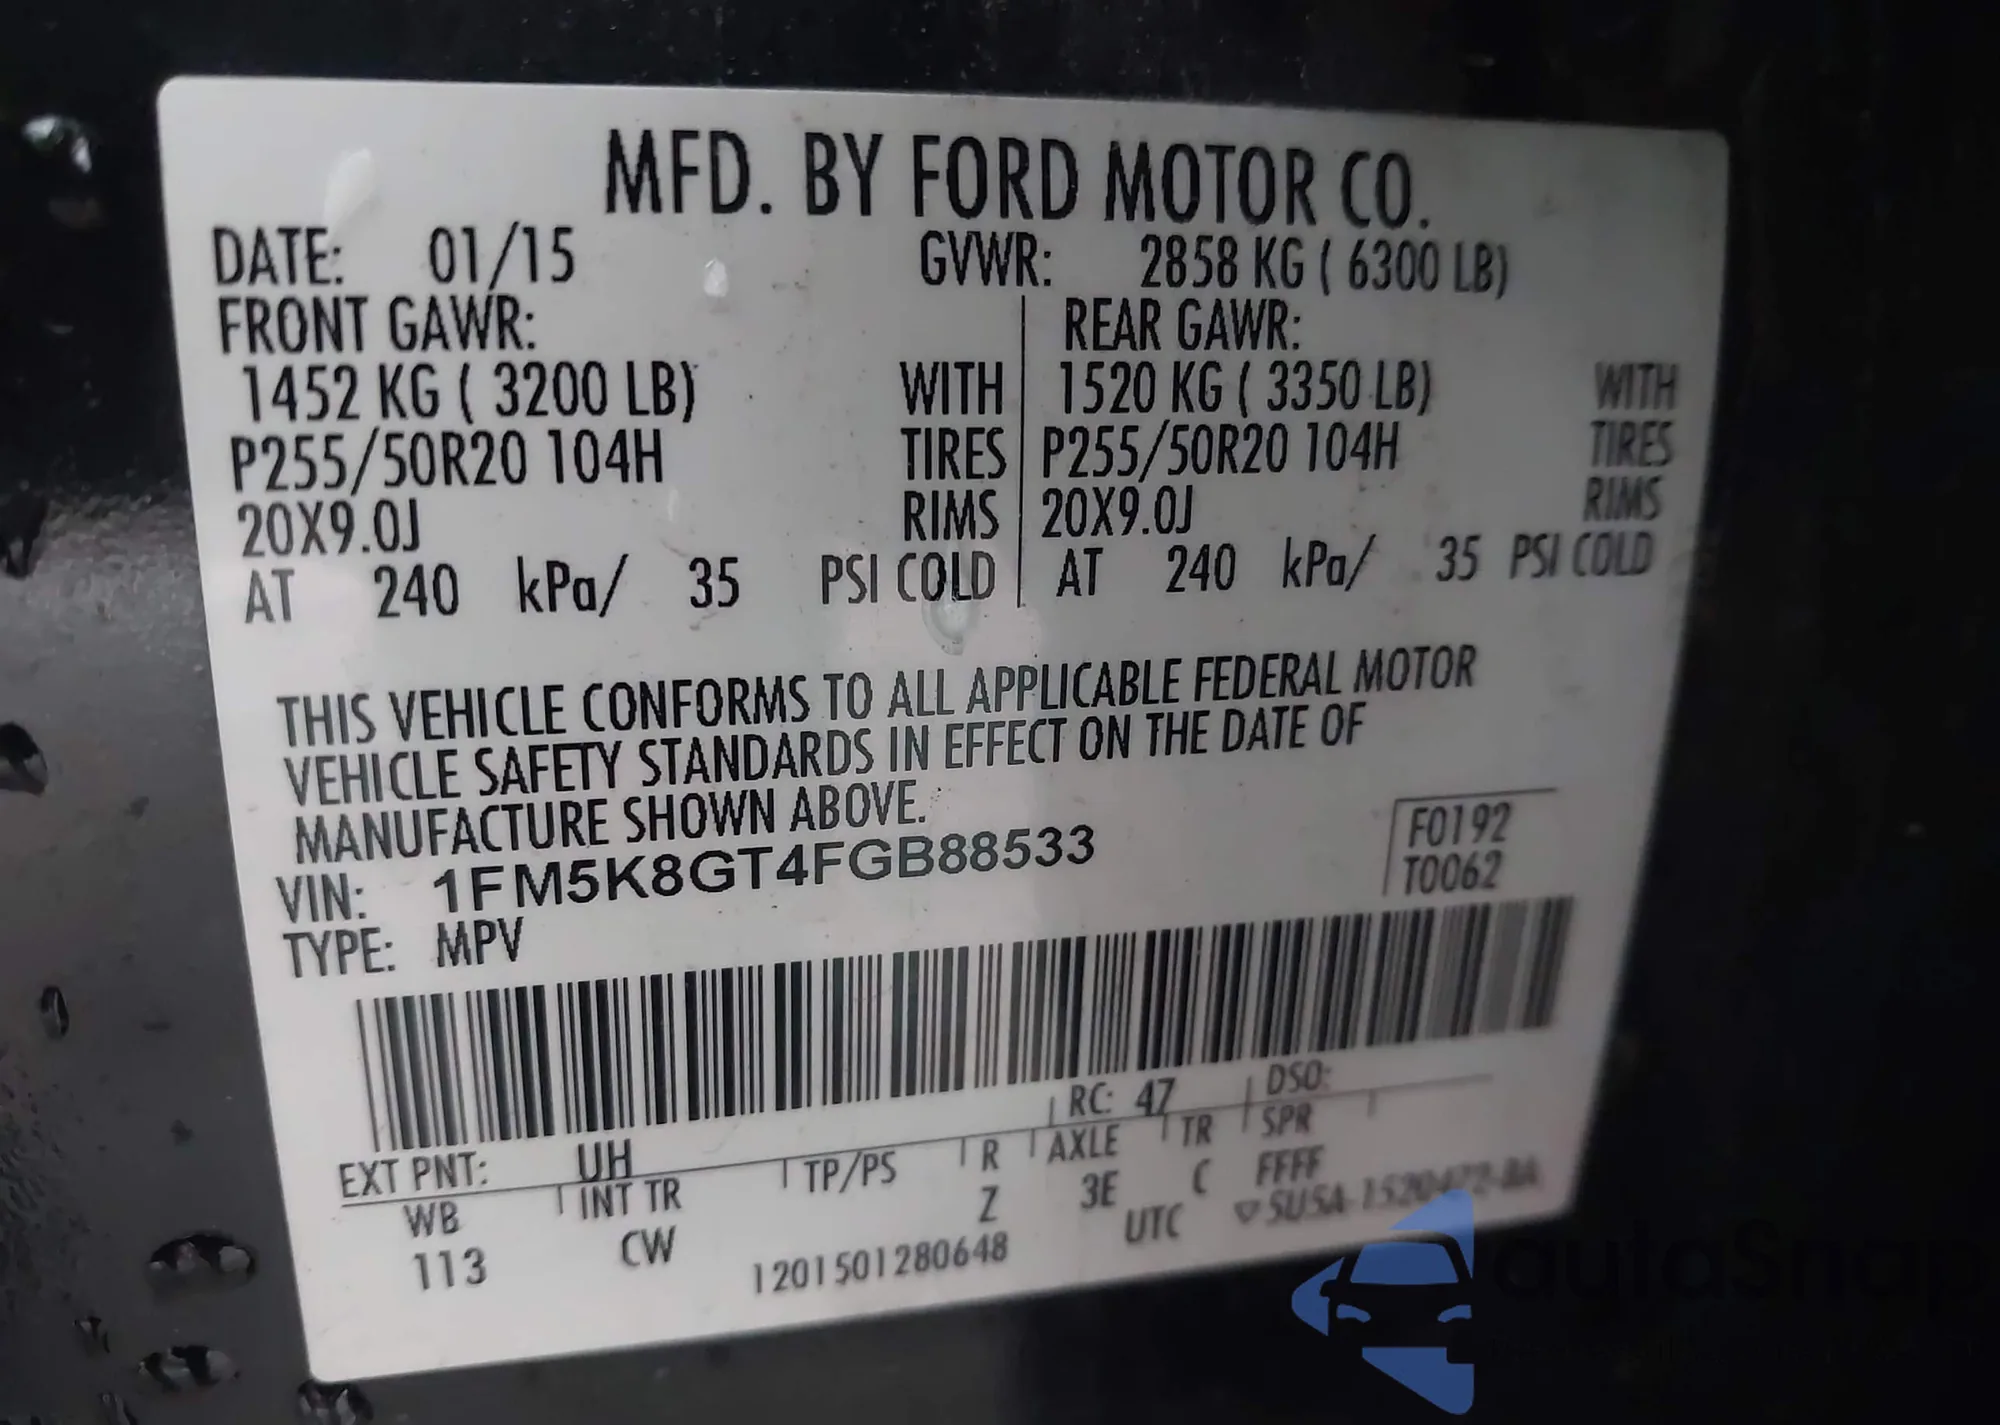 MFD. BY FORD MOTOR CO.
DATE: 01/15 GVWR: 2858 KG ( 6300 LB)
FRONT GAWR: REAR GAWR:
1452 KG ( 3200 LB) WITH 1520 KG ( 3350 LB) WITH
P255/50R20 104H TIRES P255/50R20 104H TIRES
20X9.0J RIMS 20X9.0J RIMS
AT 240 kPa/ 35 PSI COLD AT 240 kPa/ 35 PSI COLD
THIS VEHICLE CONFORMS TO ALL APPLICABLE FEDERAL MOTOR
VEHICLE SAFETY STANDARDS IN EFFECT ON THE DATE OF
MANUFACTURE SHOWN ABOVE.
F0192
VIN: 1FM5K8GT4FGB88533 T0062
TYPE: MPV
RC: 47 DSO:
EXT PNT: UH
WB INT TR TP/PS R AXLE TR SPR
113 CW Z 3E C FFFF
1201501280648 UTC ▽5U5A-1520472-AA
autoSnap